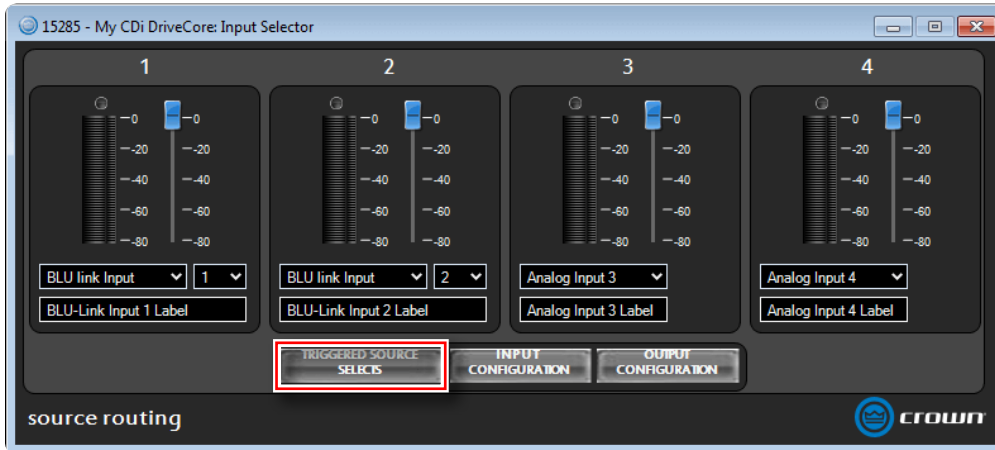 15285 - My CDi DriveCore: Input Selector
1 2 3 4
-0 -0 -0 -0 -0 -0 -0 -0
-20 -20 -20 -20 -20 -20 -20 -20
-40 -40 -40 -40 -40 -40 -40 -40
-60 -60 -60 -60 -60 -60 -60 -60
-80 -80 -80 -80 -80 -80 -80 -80
BLU link Input 1 BLU link Input 2 Analog Input 3 Analog Input 4
BLU-Link Input 1 Label BLU-Link Input 2 Label Analog Input 3 Label Analog Input 4 Label
TRIGGERED SOURCE INPUT OUTPUT
SELECTS CONFIGURATION CONFIGURATION
source routing crown